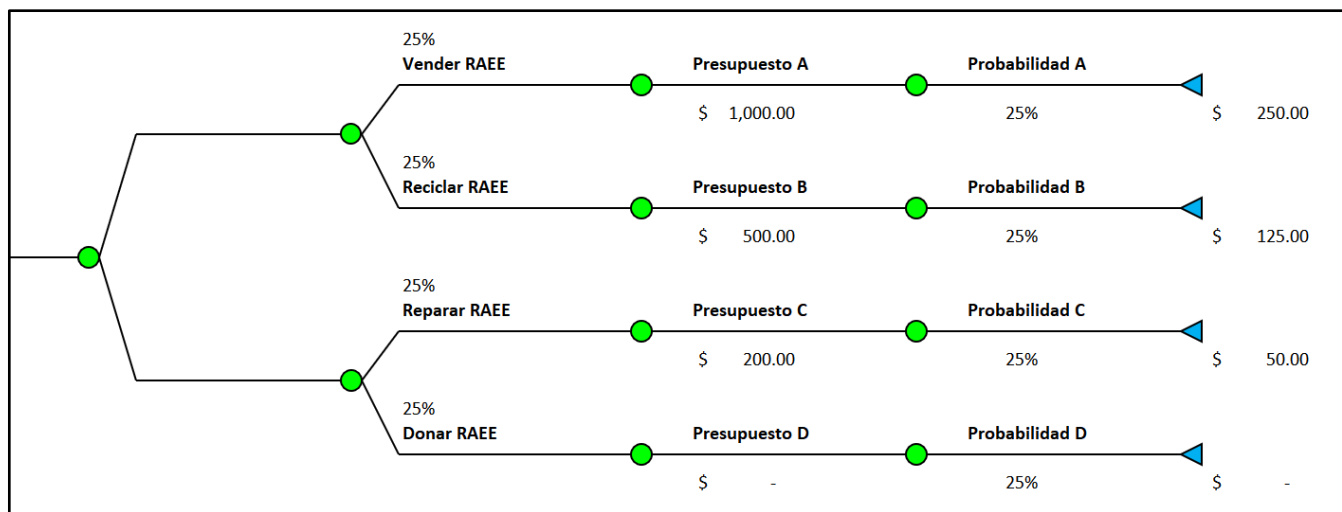 25%
Vender RAEE Presupuesto A Probabilidad A
$ 1,000.00 25% $ 250.00
25%
Reciclar RAEE Presupuesto B Probabilidad B
$ 500.00 25% $ 125.00
25%
Reparar RAEE Presupuesto C Probabilidad C
$ 200.00 25% $ 50.00
25%
Donar RAEE Presupuesto D Probabilidad D
$ - 25% $ -